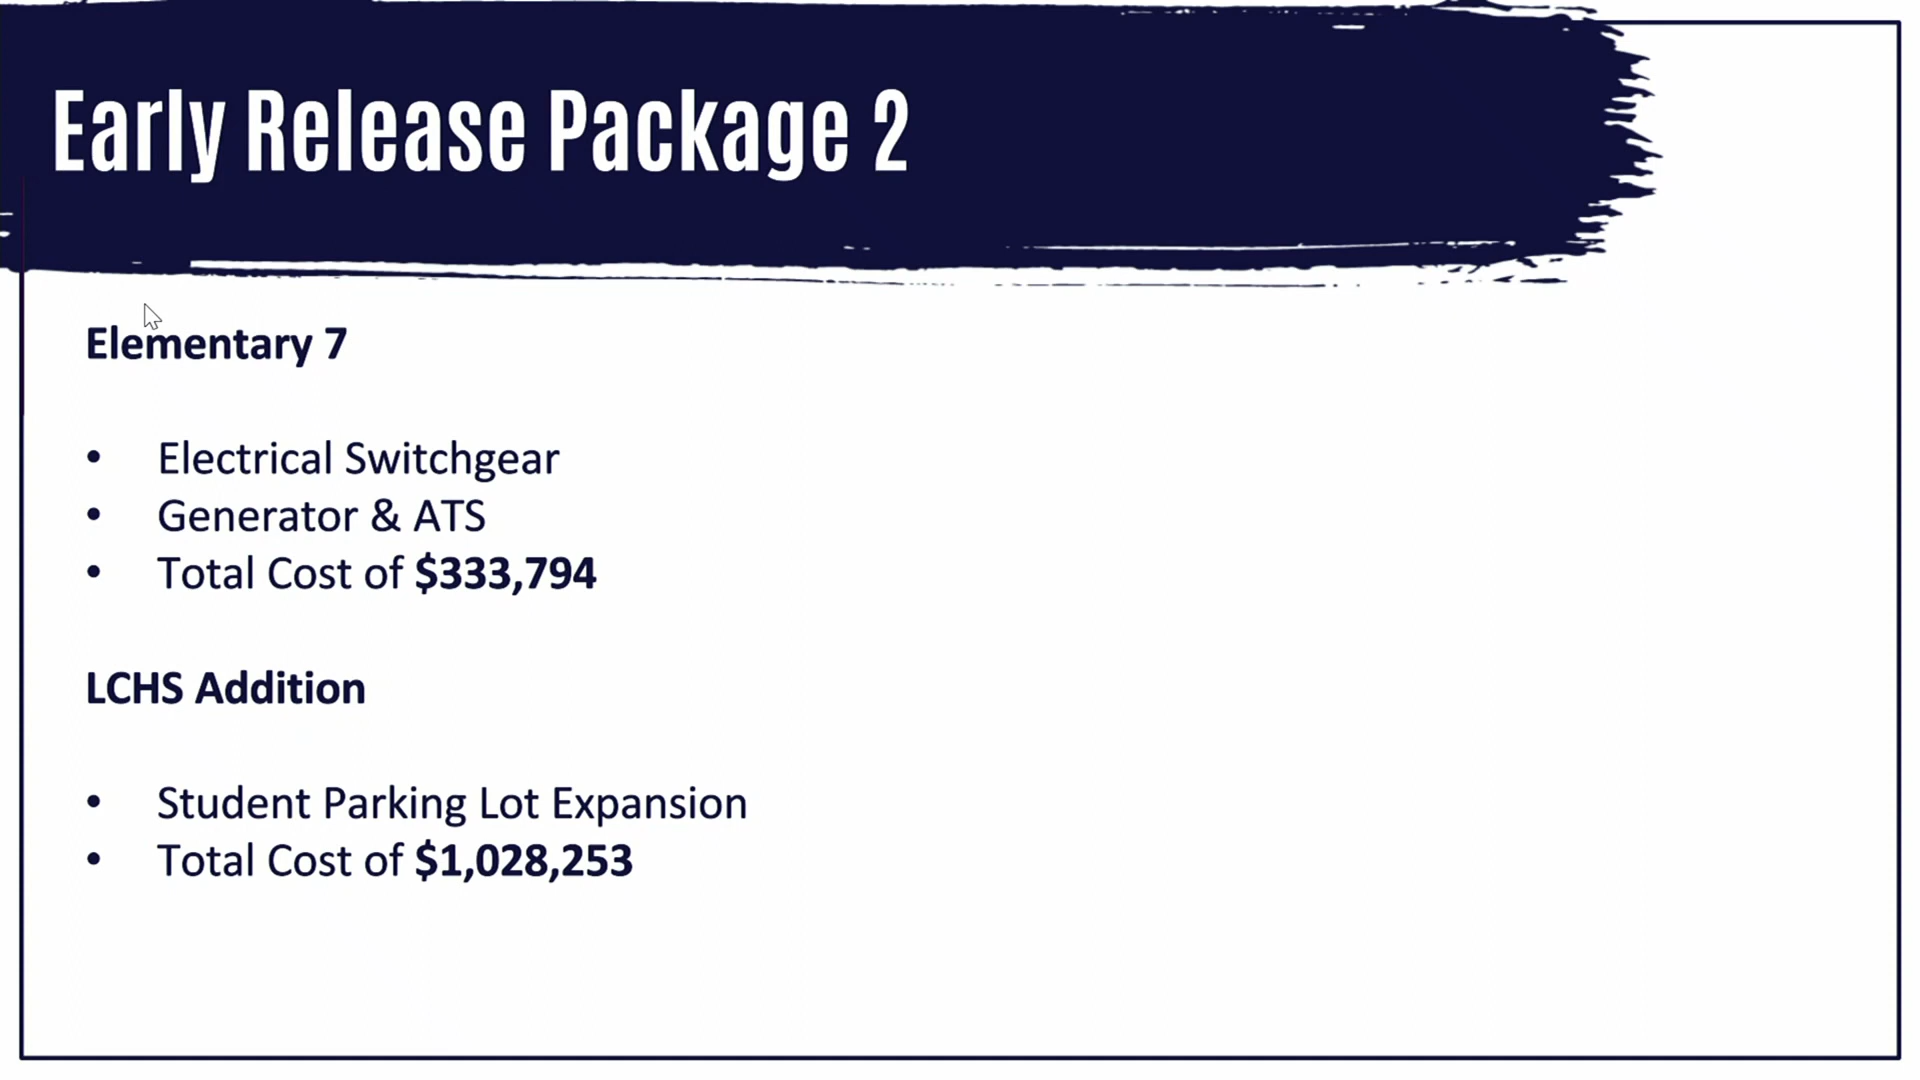 Early Release Package 2
Elementary 7
• Electrical Switchgear
• Generator & ATS
• Total Cost of $333,794
LCHS Addition
• Student Parking Lot Expansion
• Total Cost of $1,028,253